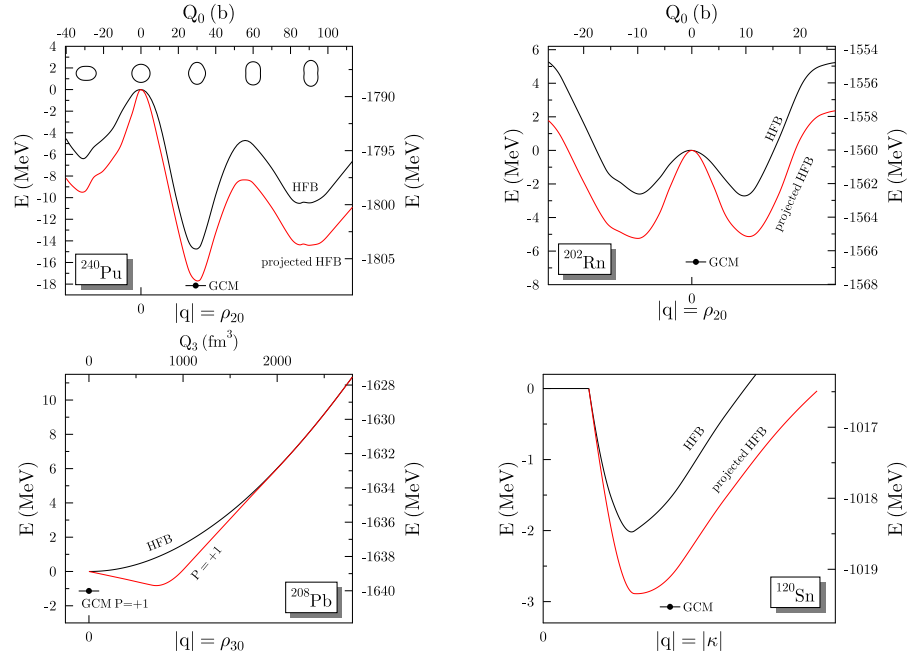 Q₀ (b)
-40 -20 0 20 40 60 80 100
4
2
0
-2
-4
-6
-8
-10
-12
-14
-16
-18
E (MeV)
-1790
-1795
-1800
-1805
E (MeV)
HFB
projected HFB
²⁴⁰Pu
GCM
0
|q| = ρ₂₀
Q₀ (b)
-20 -10 0 10 20
6
4
2
0
-2
-4
-6
-8
E (MeV)
-1554
-1556
-1558
-1560
-1562
-1564
-1566
-1568
E (MeV)
HFB
projected HFB
²⁰²Rn
GCM
0
|q| = ρ₂₀
Q₃ (fm³)
0 1000 2000
10
8
6
4
2
0
-2
E (MeV)
-1628
-1630
-1632
-1634
-1636
-1638
-1640
E (MeV)
HFB
P=+1
GCM P=+1
²⁰⁸Pb
0
|q| = ρ₃₀
0
-1
-2
-3
E (MeV)
-1017
-1018
-1019
E (MeV)
HFB
projected HFB
GCM
¹²⁰Sn
0
|q| = |κ|